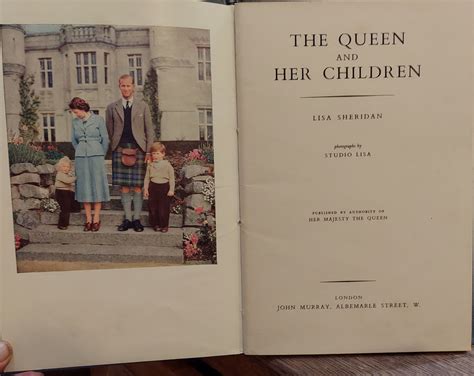 THE QUEEN
AND
HER CHILDREN
LISA SHERIDAN
photographs by
STUDIO LISA
PUBLISHED BY AUTHORITY OF
HER MAJESTY THE QUEEN
LONDON
JOHN MURRAY, ALBEMARLE STREET, W.